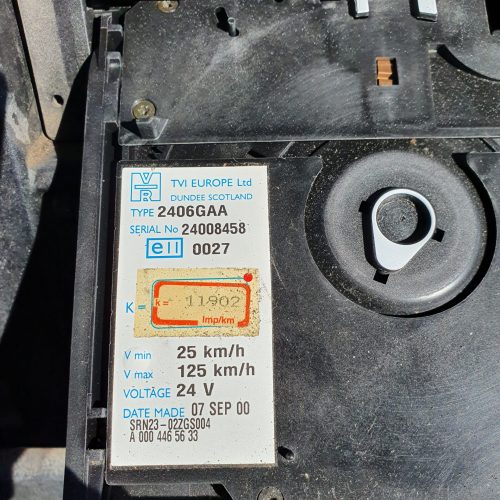 VR TVI EUROPE Ltd
DUNDEE SCOTLAND
TYPE 2406GAA
SERIAL No 24008458
e11 0027
K = k= 11902
Imp/km
V min 25 km/h
V max 125 km/h
VOLTAGE 24 V
DATE MADE 07 SEP 00
SRN23-02ZGS004
A 000 446 56 33